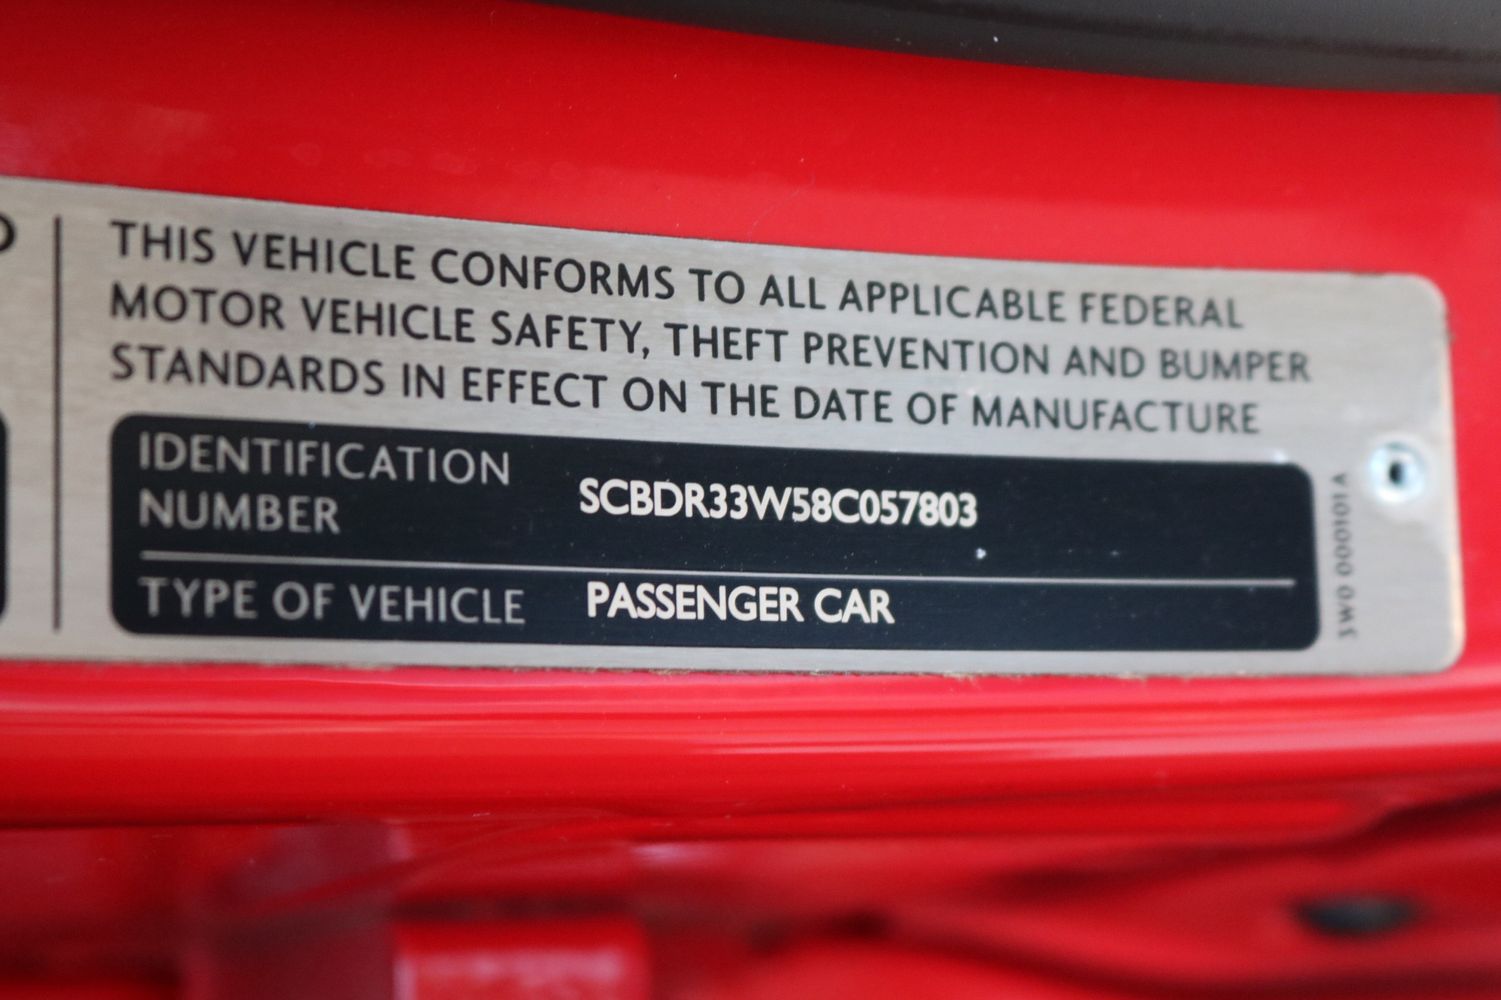 THIS VEHICLE CONFORMS TO ALL APPLICABLE FEDERAL
MOTOR VEHICLE SAFETY, THEFT PREVENTION AND BUMPER
STANDARDS IN EFFECT ON THE DATE OF MANUFACTURE
IDENTIFICATION
NUMBER
SCBDR33W58C057803
TYPE OF VEHICLE
PASSENGER CAR
3W0 000101 A